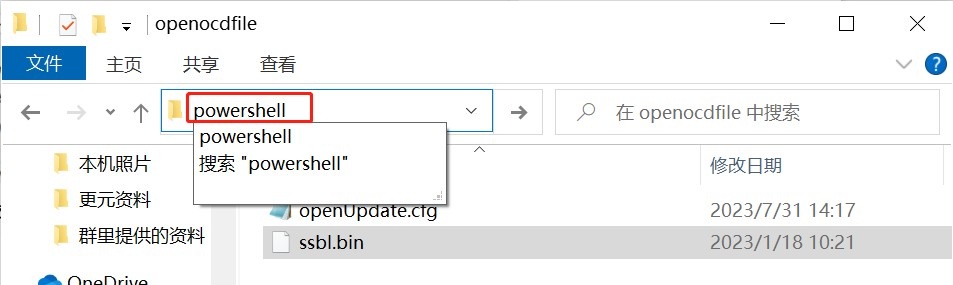 openocdfile
文件 主页 共享 查看
powershell
在 openocdfile 中搜索
powershell
搜索 "powershell"
本机照片
更元资料
群里提供的资料
OneDrive
修改日期
openUpdate.cfg 2023/7/31 14:17
ssbl.bin 2023/1/18 10:21